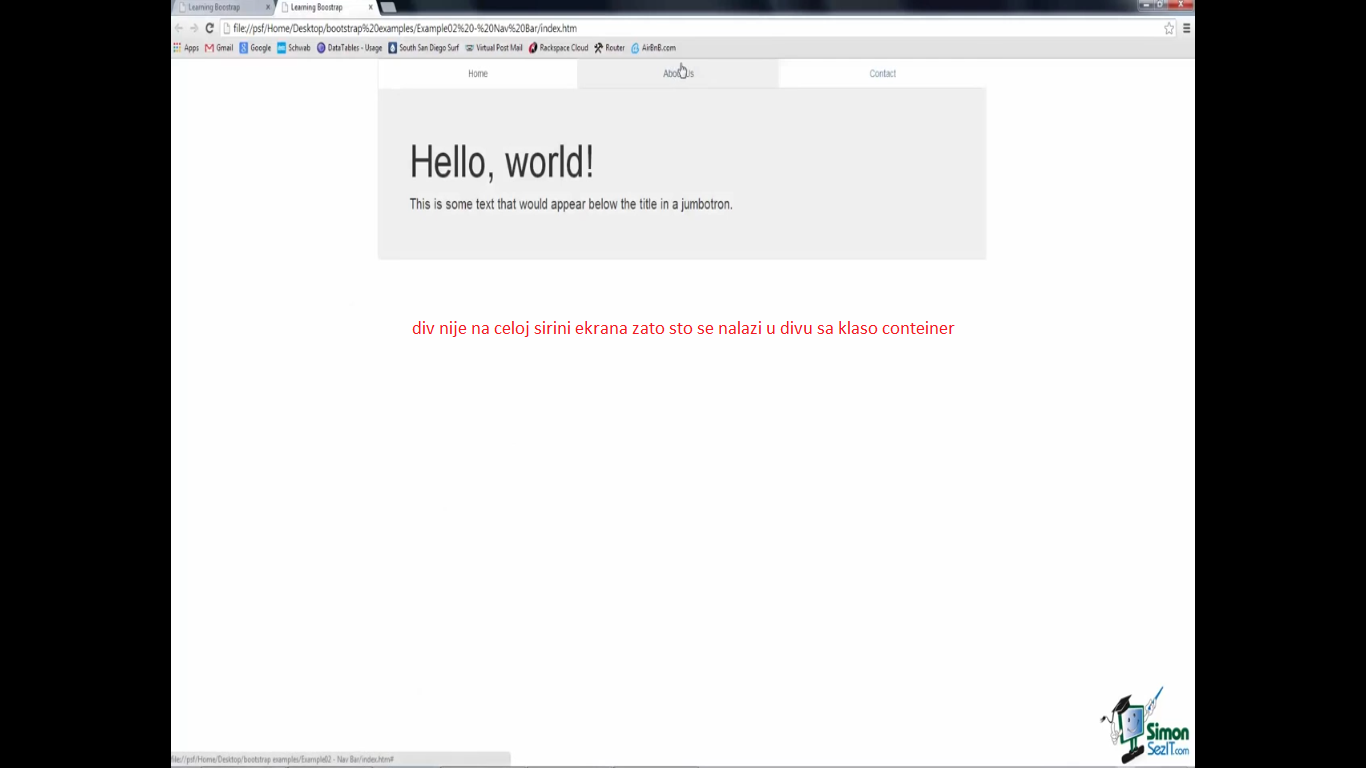 Learning Boostrap
Learning Boostrap
file://psf/Home/Desktop/bootstrap%20examples/Example02%20-%20Nav%20Bar/index.htm
Apps Gmail Google Schwab DataTables - Usage South San Diego Surf Virtual Post Mail Rackspace Cloud Router AirBnB.com
Home About Us Contact
Hello, world!
This is some text that would appear below the title in a jumbotron.
div nije na celoj sirini ekrana zato sto se nalazi u divu sa klaso conteiner
Simon
SezIT.com
file://psf/Home/Desktop/bootstrap examples/Example02 - Nav Bar/index.htm#